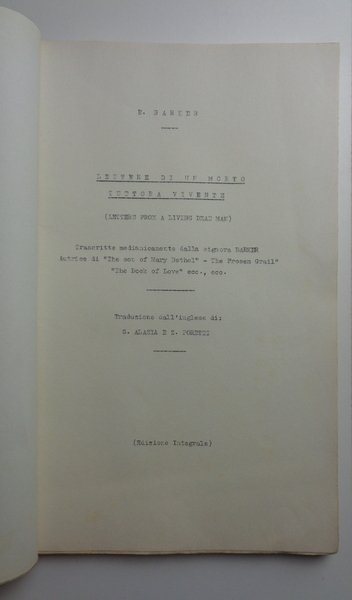 E. BARKER
LETTERE DI UN MORTO
TUTTORA VIVENTE
(LETTERS FROM A LIVING DEAD MAN)
Trascritte medianicamente dalla signora BARKER
Autrice di "The son of Mary Bethel" - The Frozen Grail"
"The Book of Love" ecc., ecc.
Traduzione dall'inglese di:
G. ALASIA E Z. PORETTI
(Edizione Integrale)